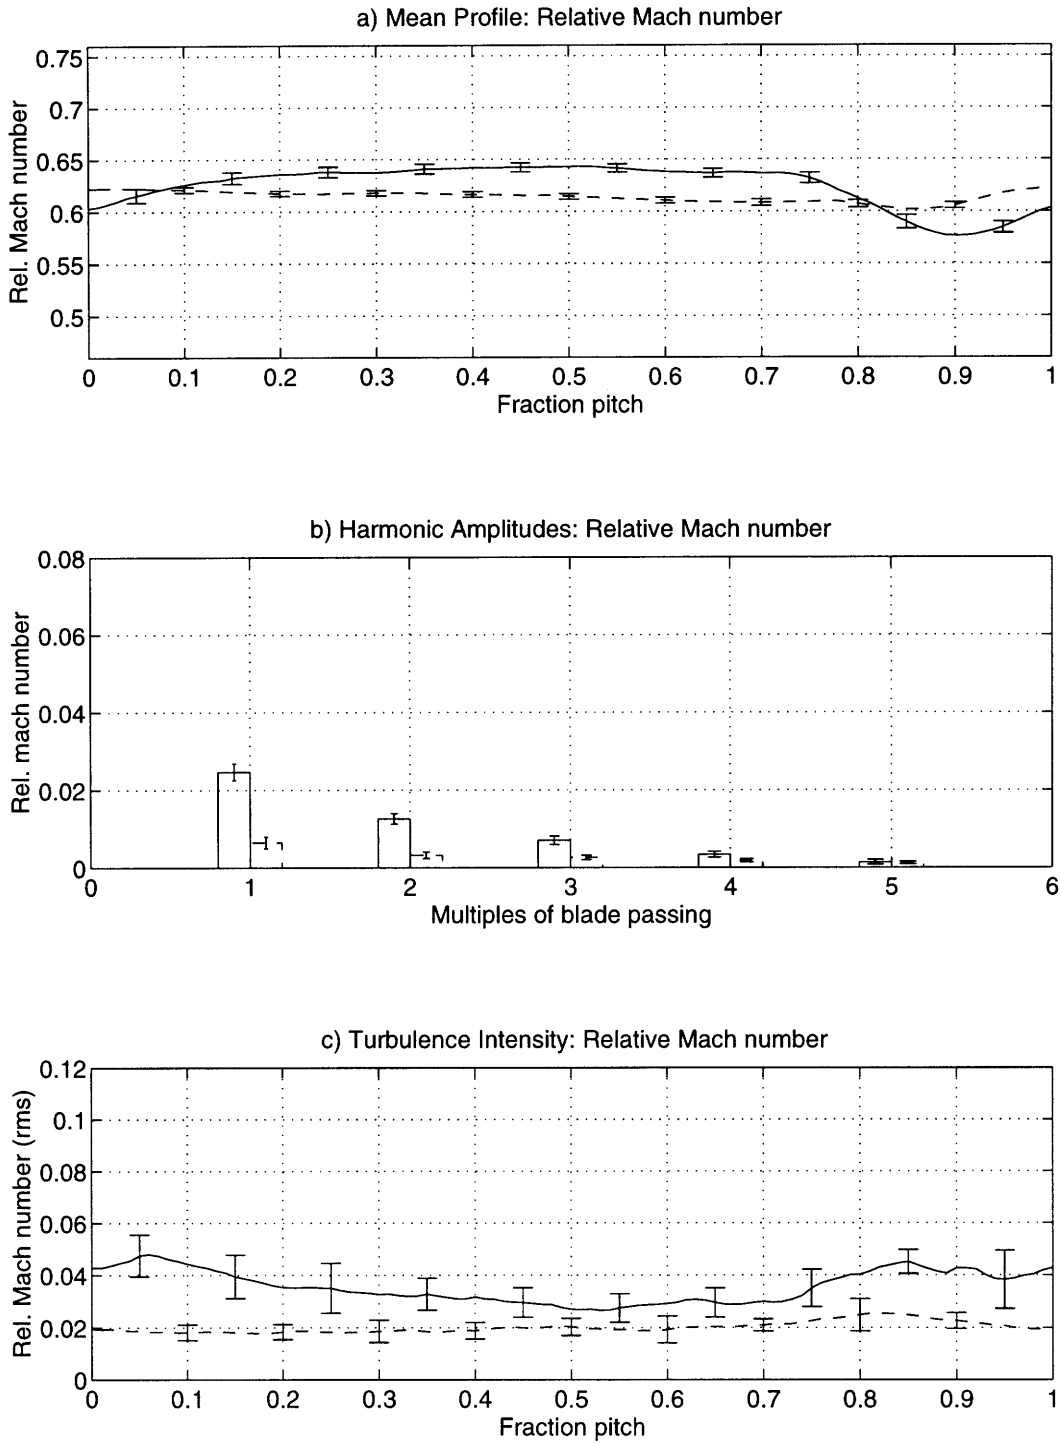 a) Mean Profile: Relative Mach number
0.75
0.7
0.65
0.6
0.55
0.5
Rel. Mach number
0 0.1 0.2 0.3 0.4 0.5 0.6 0.7 0.8 0.9 1
Fraction pitch
b) Harmonic Amplitudes: Relative Mach number
0.08
0.06
0.04
0.02
0
Rel. mach number
0 1 2 3 4 5 6
Multiples of blade passing
c) Turbulence Intensity: Relative Mach number
0.12
0.1
0.08
0.06
0.04
0.02
0
Rel. Mach number (rms)
0 0.1 0.2 0.3 0.4 0.5 0.6 0.7 0.8 0.9 1
Fraction pitch